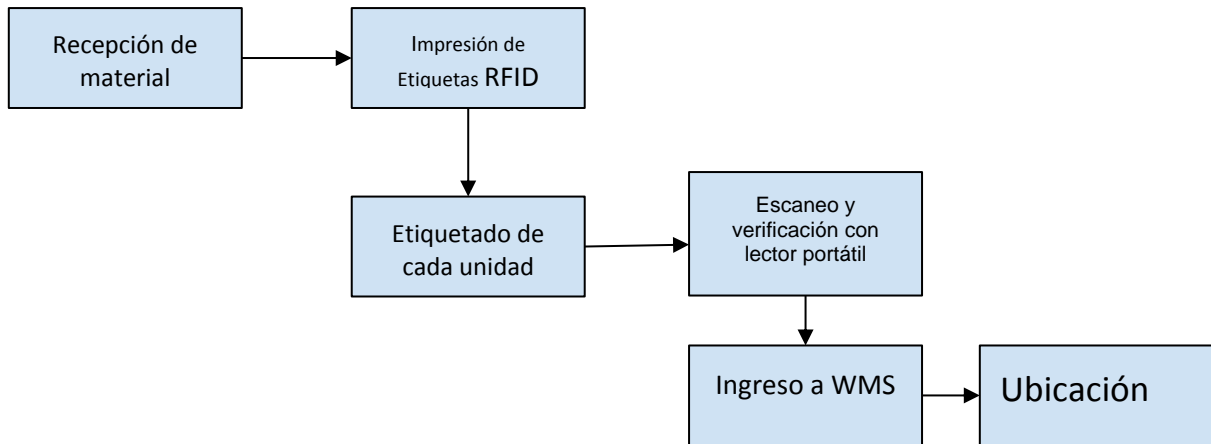 Recepción de
material
Impresión de
Etiquetas RFID
Etiquetado de
cada unidad
Escaneo y
verificación con
lector portátil
Ingreso a WMS
Ubicación